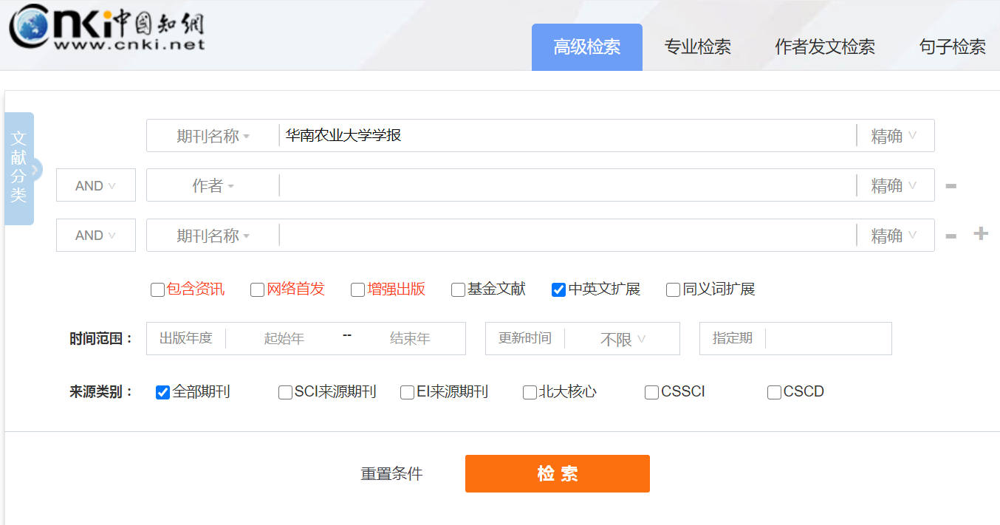 cnki中国知網
www.cnki.net
高级检索 专业检索 作者发文检索 句子检索
文献分类
期刊名称 华南农业大学学报 精确
AND 作者 精确
AND 期刊名称 精确
包含资讯 网络首发 增强出版 基金文献 中英文扩展 同义词扩展
时间范围： 出版年度 起始年 -- 结束年 更新时间 不限 指定期
来源类别： 全部期刊 SCI来源期刊 EI来源期刊 北大核心 CSSCI CSCD
重置条件 检索